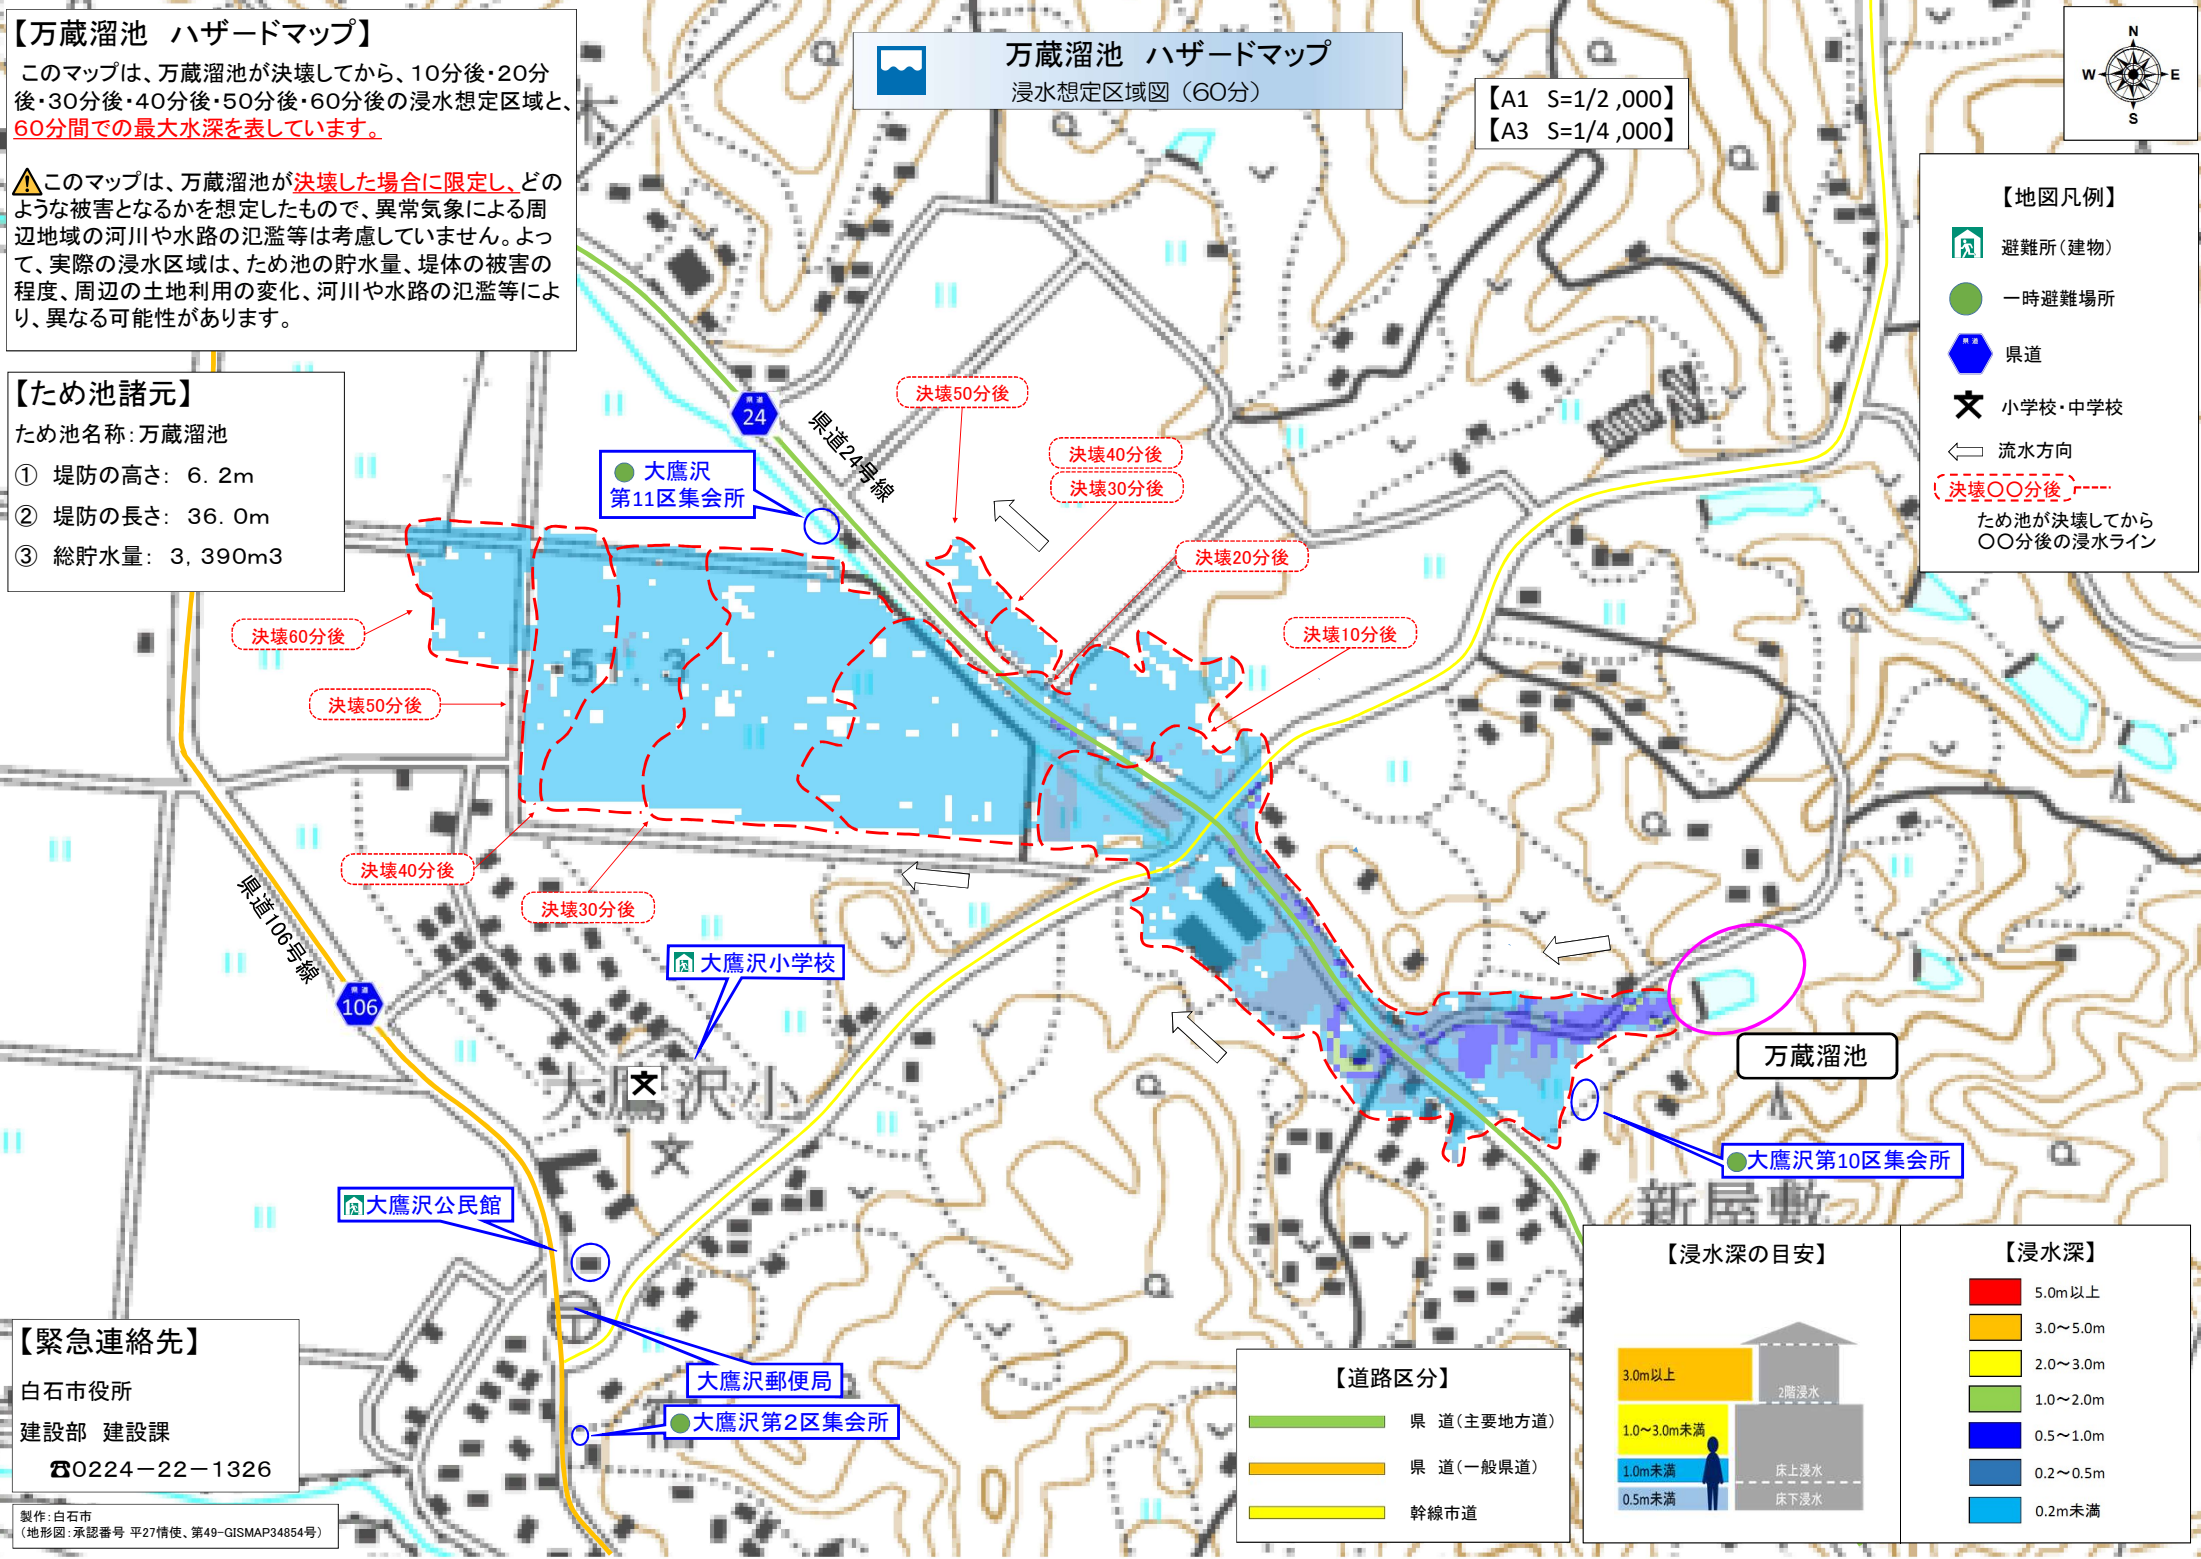 【万蔵溜池　ハザードマップ】
このマップは、万蔵溜池が決壊してから、10分後・20分
後・30分後・40分後・50分後・60分後の浸水想定区域と、
60分間での最大水深を表しています。
このマップは、万蔵溜池が決壊した場合に限定し、どの
ような被害となるかを想定したもので、異常気象による周
辺地域の河川や水路の氾濫等は考慮していません。よっ
て、実際の浸水区域は、ため池の貯水量、堤体の被害の
程度、周辺の土地利用の変化、河川や水路の氾濫等によ
り、異なる可能性があります。
万蔵溜池　ハザードマップ
浸水想定区域図（60分）
【A1　S=1/2 ,000】
【A3　S=1/4 ,000】
N
W E
S
【地図凡例】
避難所（建物）
一時避難場所
県道
県道
小学校・中学校
流水方向
決壊〇〇分後
ため池が決壊してから
〇〇分後の浸水ライン
【ため池諸元】
ため池名称：万蔵溜池
① 堤防の高さ： 6．2m
② 堤防の長さ： 36．0m
③ 総貯水量： 3，390m3
県道
24
県道24号線
大鷹沢
第11区集会所
決壊50分後
決壊40分後
決壊30分後
決壊20分後
決壊10分後
決壊60分後
決壊50分後
決壊40分後
決壊30分後
51.3
県道106号線
県道
106
大鷹沢小学校
大鷹沢小
大鷹沢公民館
大鷹沢郵便局
大鷹沢第2区集会所
万蔵溜池
大鷹沢第10区集会所
新屋敷
【緊急連絡先】
白石市役所
建設部　建設課
☎0224－22－1326
製作：白石市
（地形図：承認番号 平27情使、第49-GISMAP34854号）
【道路区分】
県　道（主要地方道）
県　道（一般県道）
幹線市道
【浸水深の目安】
3.0m以上
2階浸水
1.0～3.0m未満
1.0m未満
床上浸水
0.5m未満
床下浸水
【浸水深】
5.0m以上
3.0～5.0m
2.0～3.0m
1.0～2.0m
0.5～1.0m
0.2～0.5m
0.2m未満